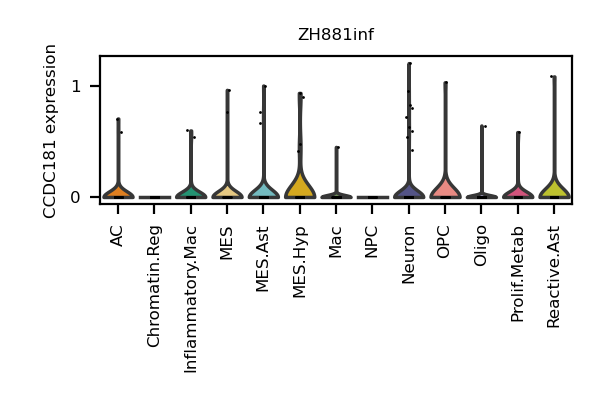 ZH881inf
CCDC181 expression
1
0
AC
Chromatin.Reg
Inflammatory.Mac
MES
MES.Ast
MES.Hyp
Mac
NPC
Neuron
OPC
Oligo
Prolif.Metab
Reactive.Ast